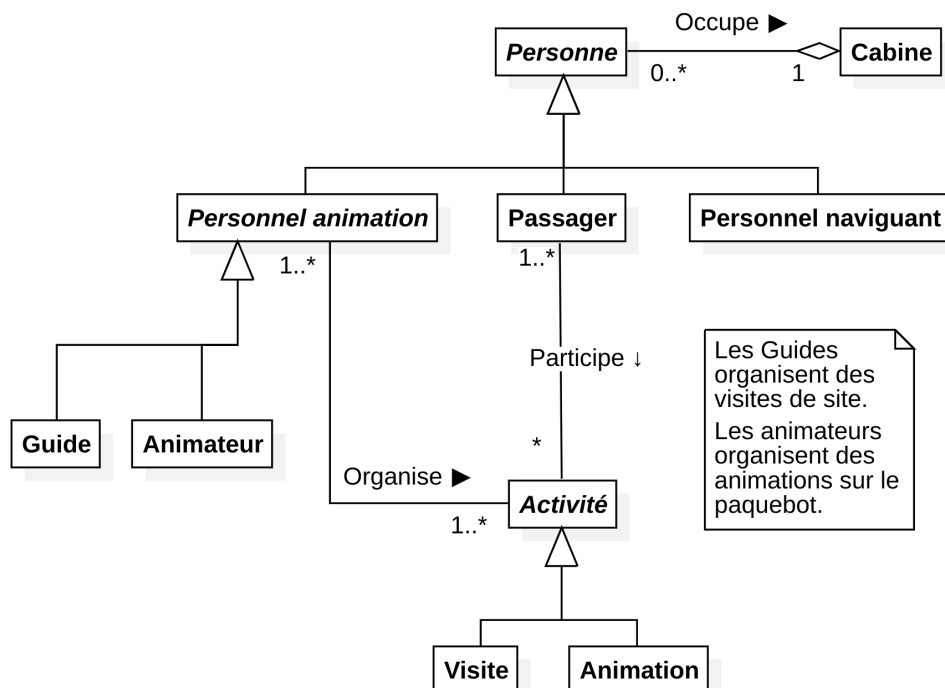 Occupe ▶
Personne
Cabine
0..*
1
Personnel animation
Passager
Personnel naviguant
1..*
1..*
Participe ↓
Les Guides
organisent des
visites de site.
Les animateurs
organisent des
animations sur le
paquebot.
Guide
Animateur
*
Organise ▶
Activité
1..*
Visite
Animation